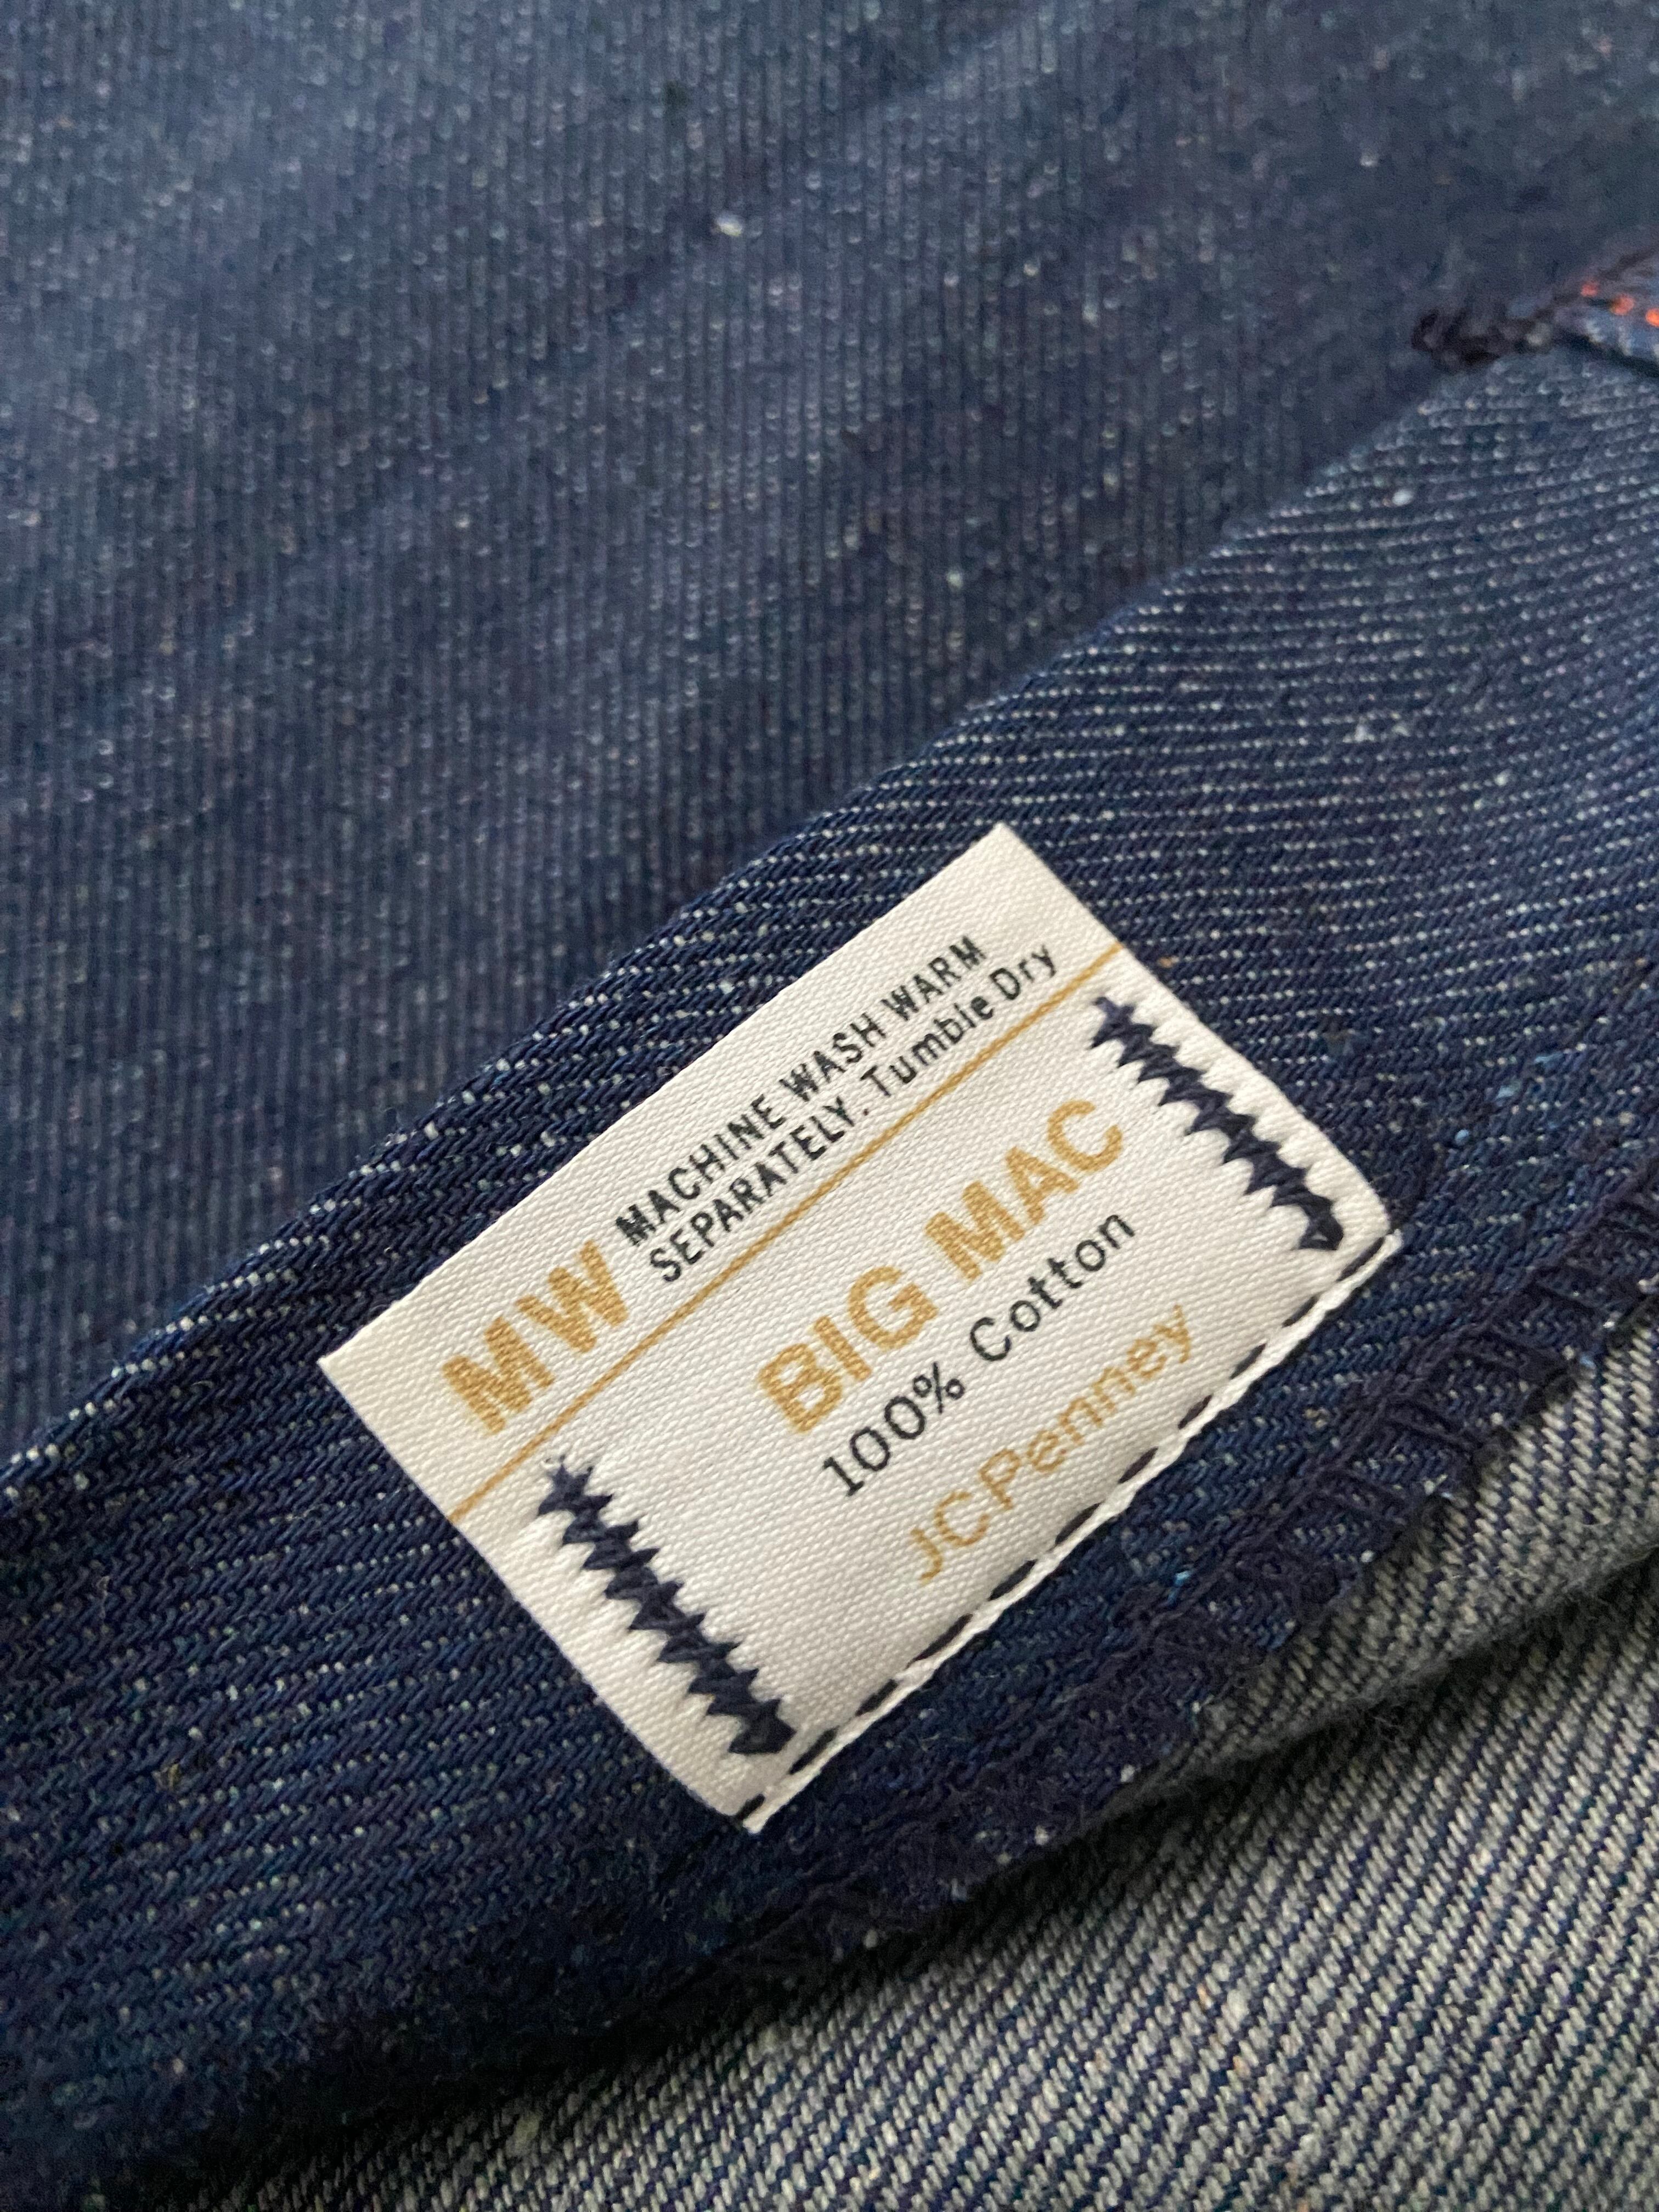 MW
MACHINE WASH WARM
SEPARATELY. Tumble Dry
BIG MAC
100% Cotton
JCPenney